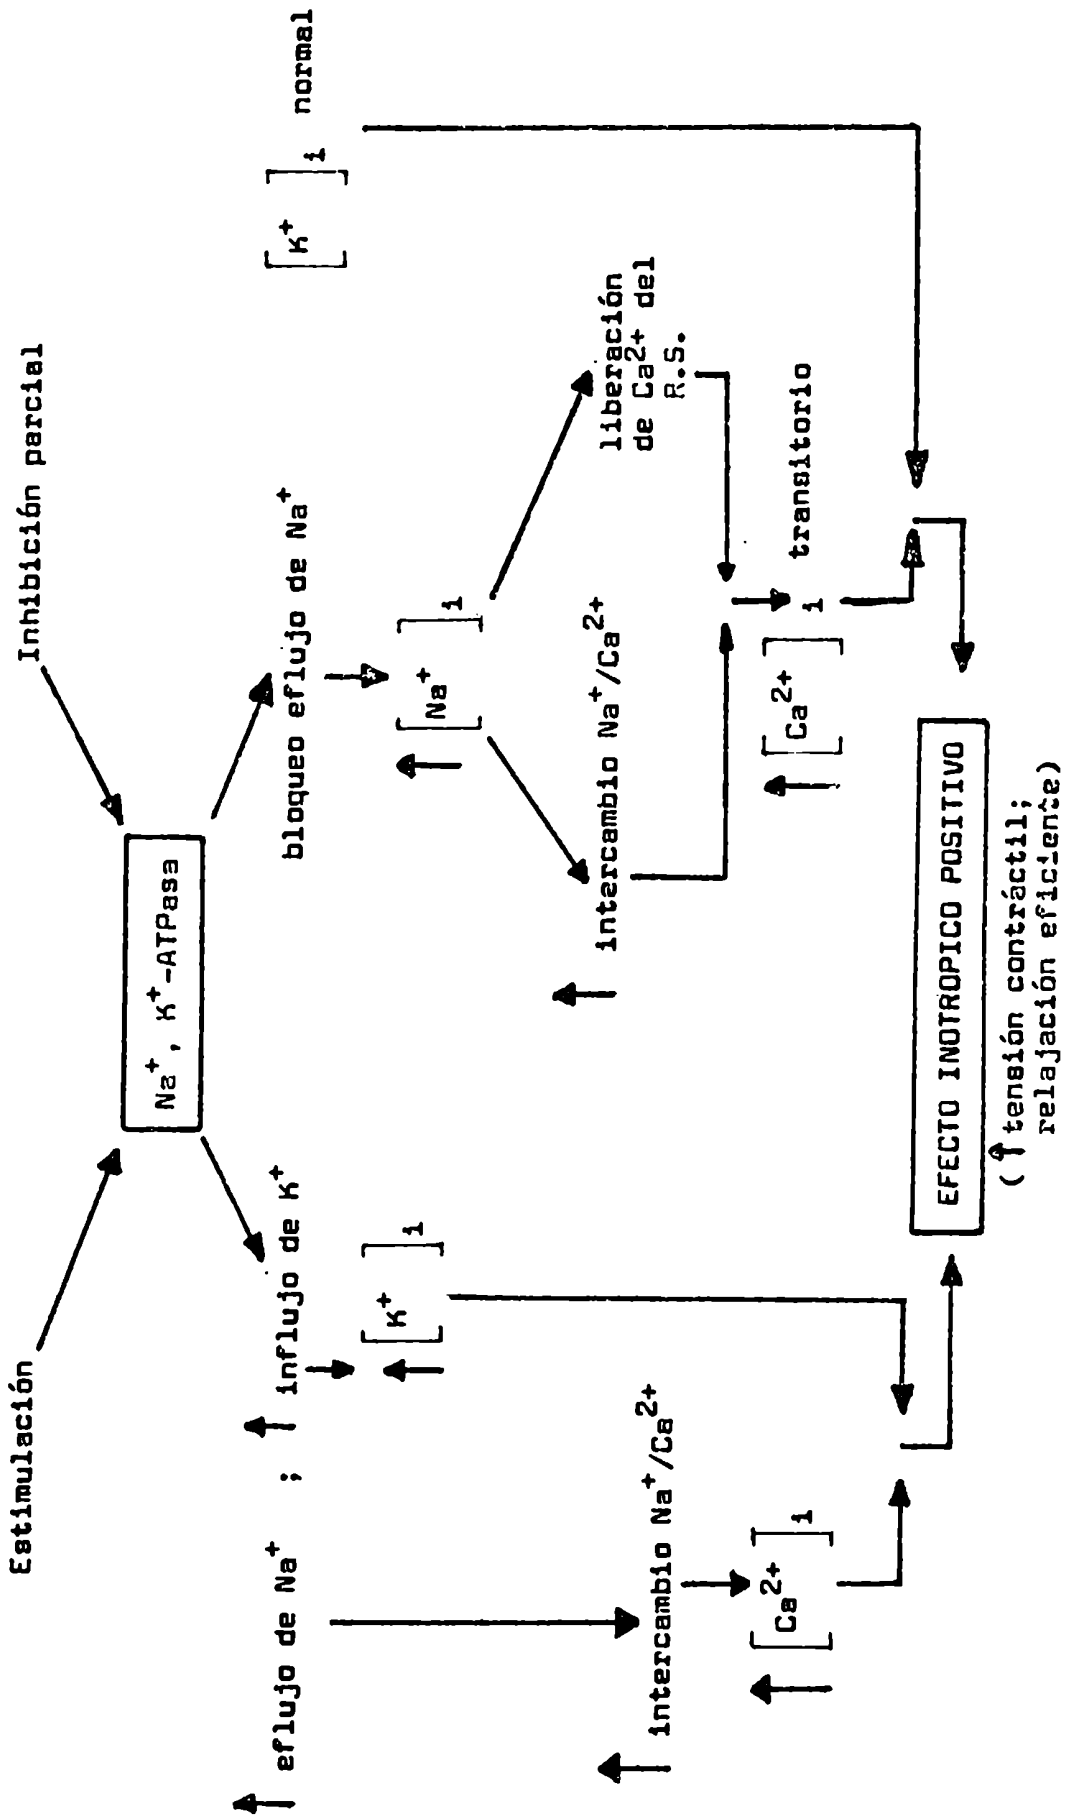 Estimulación
Inhibición parcial
Na⁺, K⁺-ATPasa
↑ eflujo de Na⁺ ; ↑ influjo de K⁺
bloqueo eflujo de Na⁺
[K⁺]i normal
↑ [K⁺]i
↑ [Na⁺]i
↑ intercambio Na⁺/Ca²⁺
↑ intercambio Na⁺/Ca²⁺
liberación
de Ca²⁺ del
R.S.
↑ [Ca²⁺]i
↑ [Ca²⁺]i transitorio
EFECTO INOTROPICO POSITIVO
(↑ tensión contráctil;
relajación eficiente)